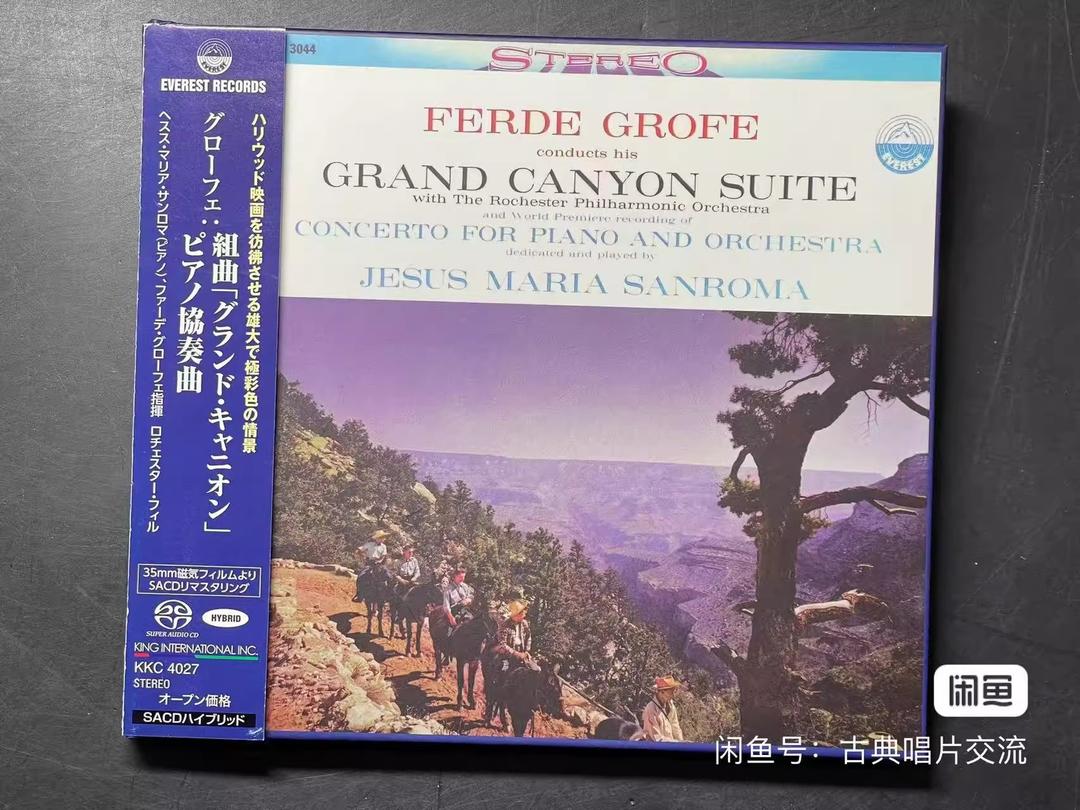 EVEREST
EVEREST RECORDS
ハリウッド映画を彷彿させる雄大で極彩色の情景
グローフェ：組曲「グランド・キャニオン」
ピアノ協奏曲
ヘスス・マリア・サンロマ(ピアノ)、ファーデ・グローフェ指揮 ロチェスター・フィル
35mm磁気フィルムより
SACDリマスタリング
SUPER AUDIO CD
HYBRID
KING INTERNATIONAL INC.
KKC 4027
STEREO
オープン価格
SACDハイブリッド
3044
STEREO
FERDE GROFE
conducts his
GRAND CANYON SUITE
with The Rochester Philharmonic Orchestra
and World Premiere recording of
CONCERTO FOR PIANO AND ORCHESTRA
dedicated and played by
JESUS MARIA SANROMA
EVEREST
闲鱼
闲鱼号：古典唱片交流